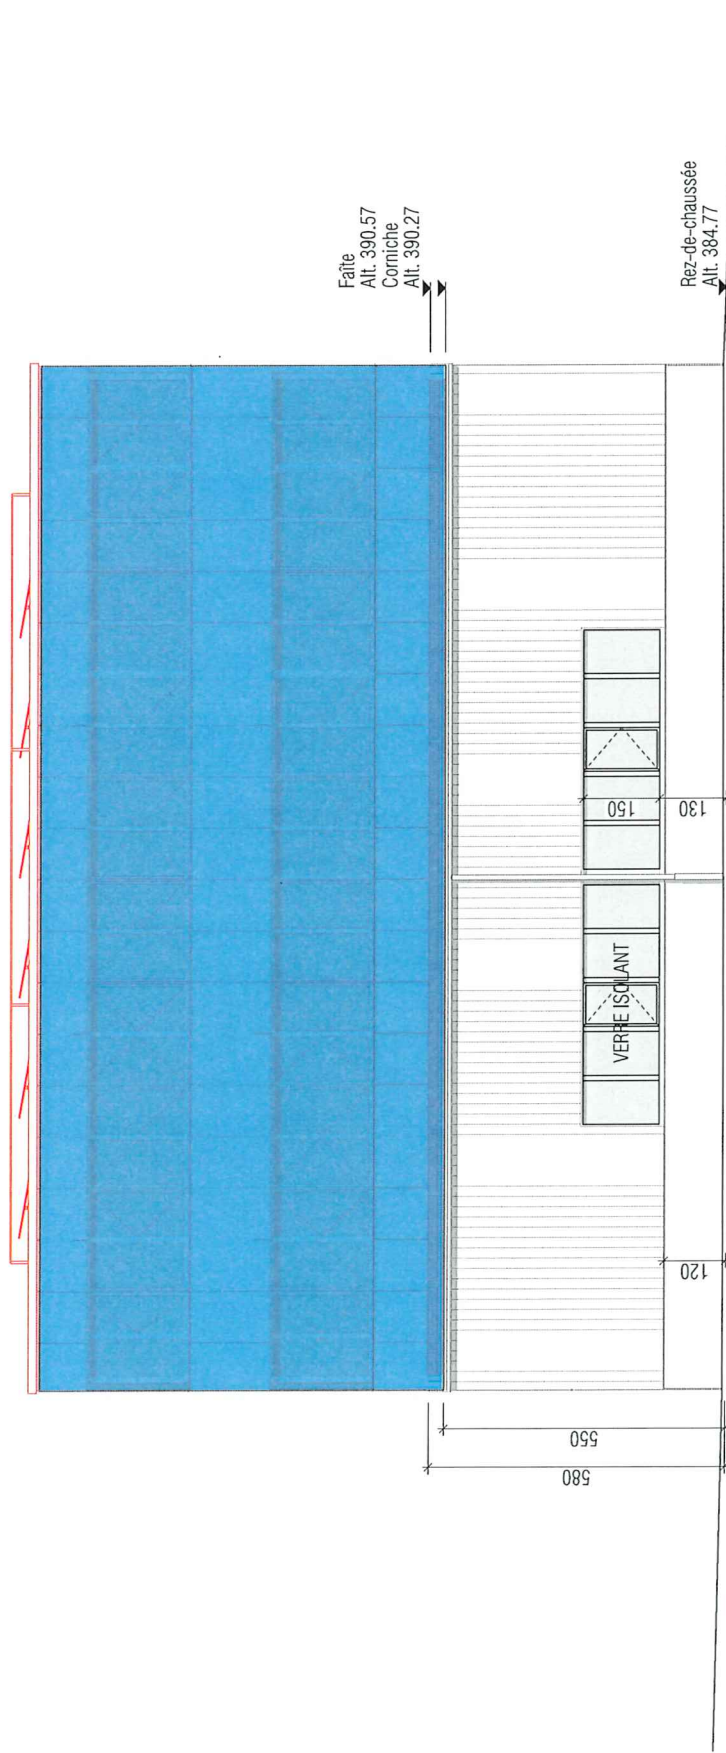 Faîte
Alt. 390.57
Corniche
Alt. 390.27
Rez-de-chaussée
Alt. 384.77
150
130
VERRE ISOLANT
120
550
580